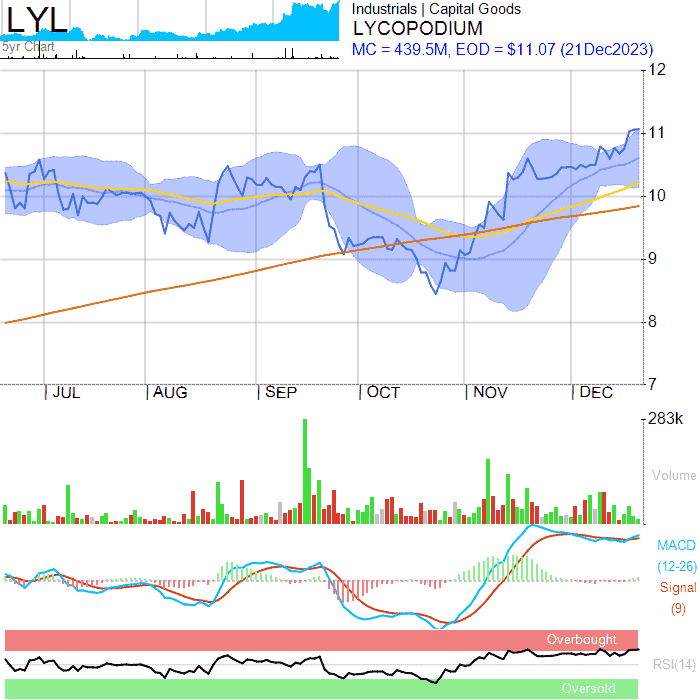 LYL
5yr Chart
Industrials | Capital Goods
LYCOPODIUM
MC = 439.5M, EOD = $11.07 (21Dec2023)
12
11
10
9
8
7
JUL
AUG
SEP
OCT
NOV
DEC
283k
Volume
MACD
(12-26)
Signal
(9)
Overbought
RSI(14)
Oversold